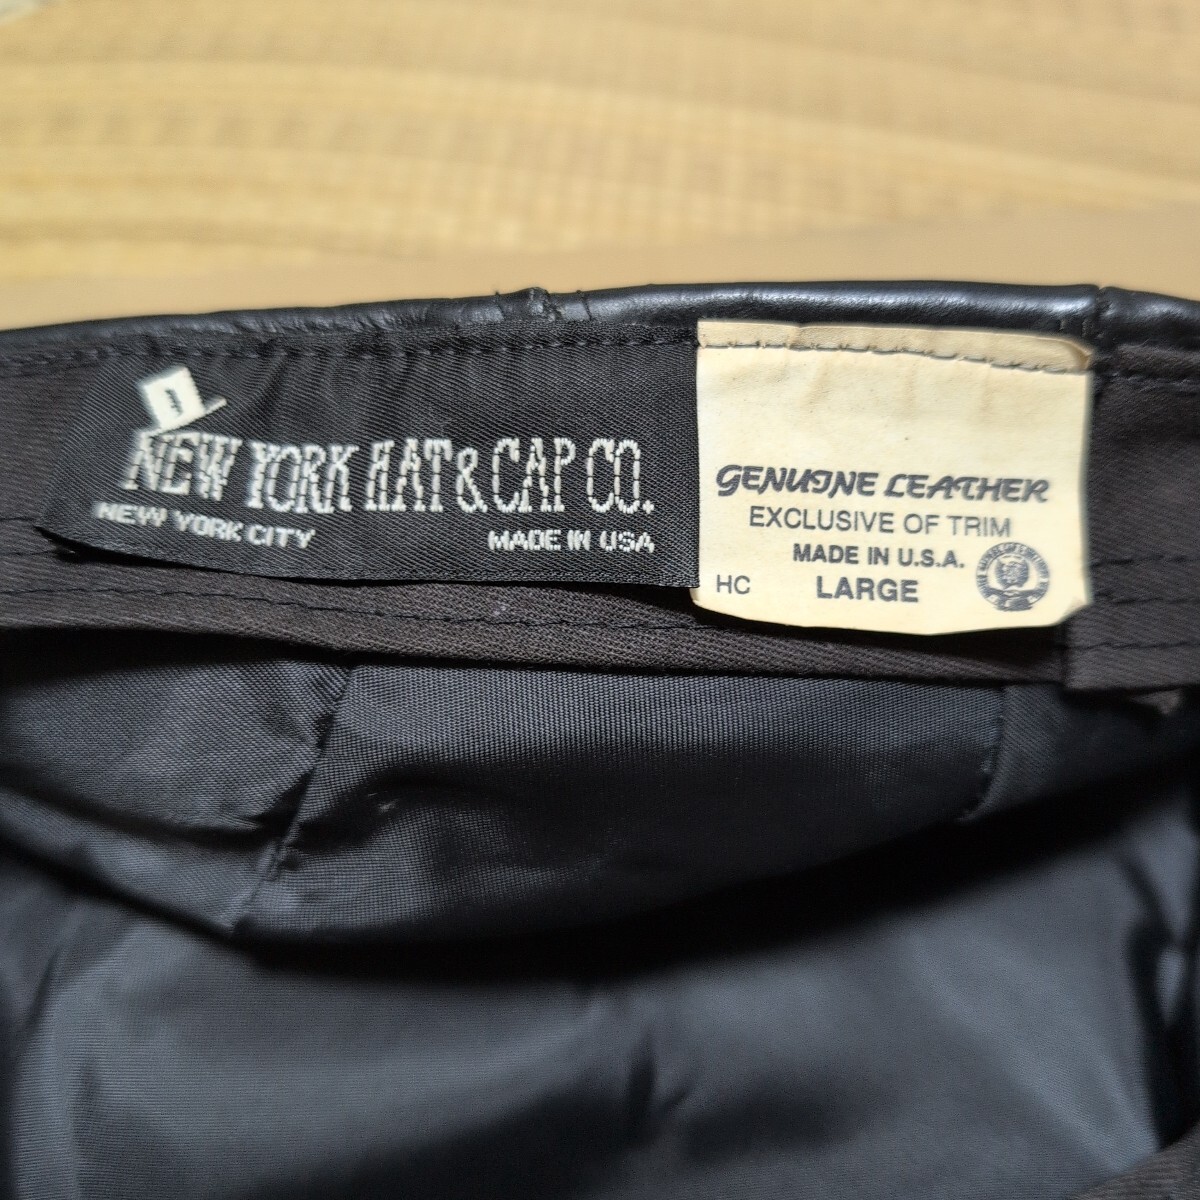 NEW YORK HAT & CAP CO.
NEW YORK CITY MADE IN USA
GENUINE LEATHER
EXCLUSIVE OF TRIM
MADE IN U.S.A.
HC LARGE